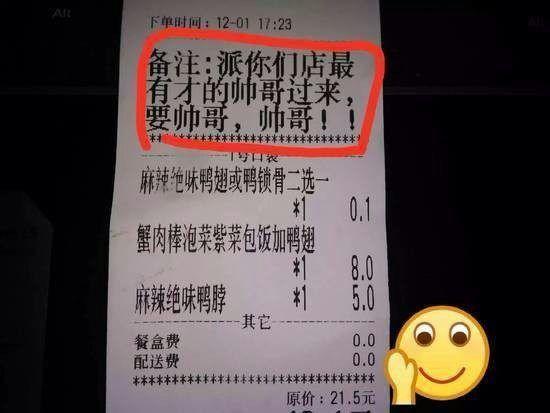 Alt
Alt
下单时间：12-01 17:23
备注：派你们店最
有才的帅哥过来，
要帅哥，帅哥！！
********************************
1号口袋
麻辣绝味鸭翅或鸭锁骨二选一
*1 0.1
蟹肉棒泡菜紫菜包饭加鸭翅
*1 8.0
麻辣绝味鸭脖 *1 5.0
其它
餐盒费 0.0
配送费 0.0
********************************
原价：21.5元